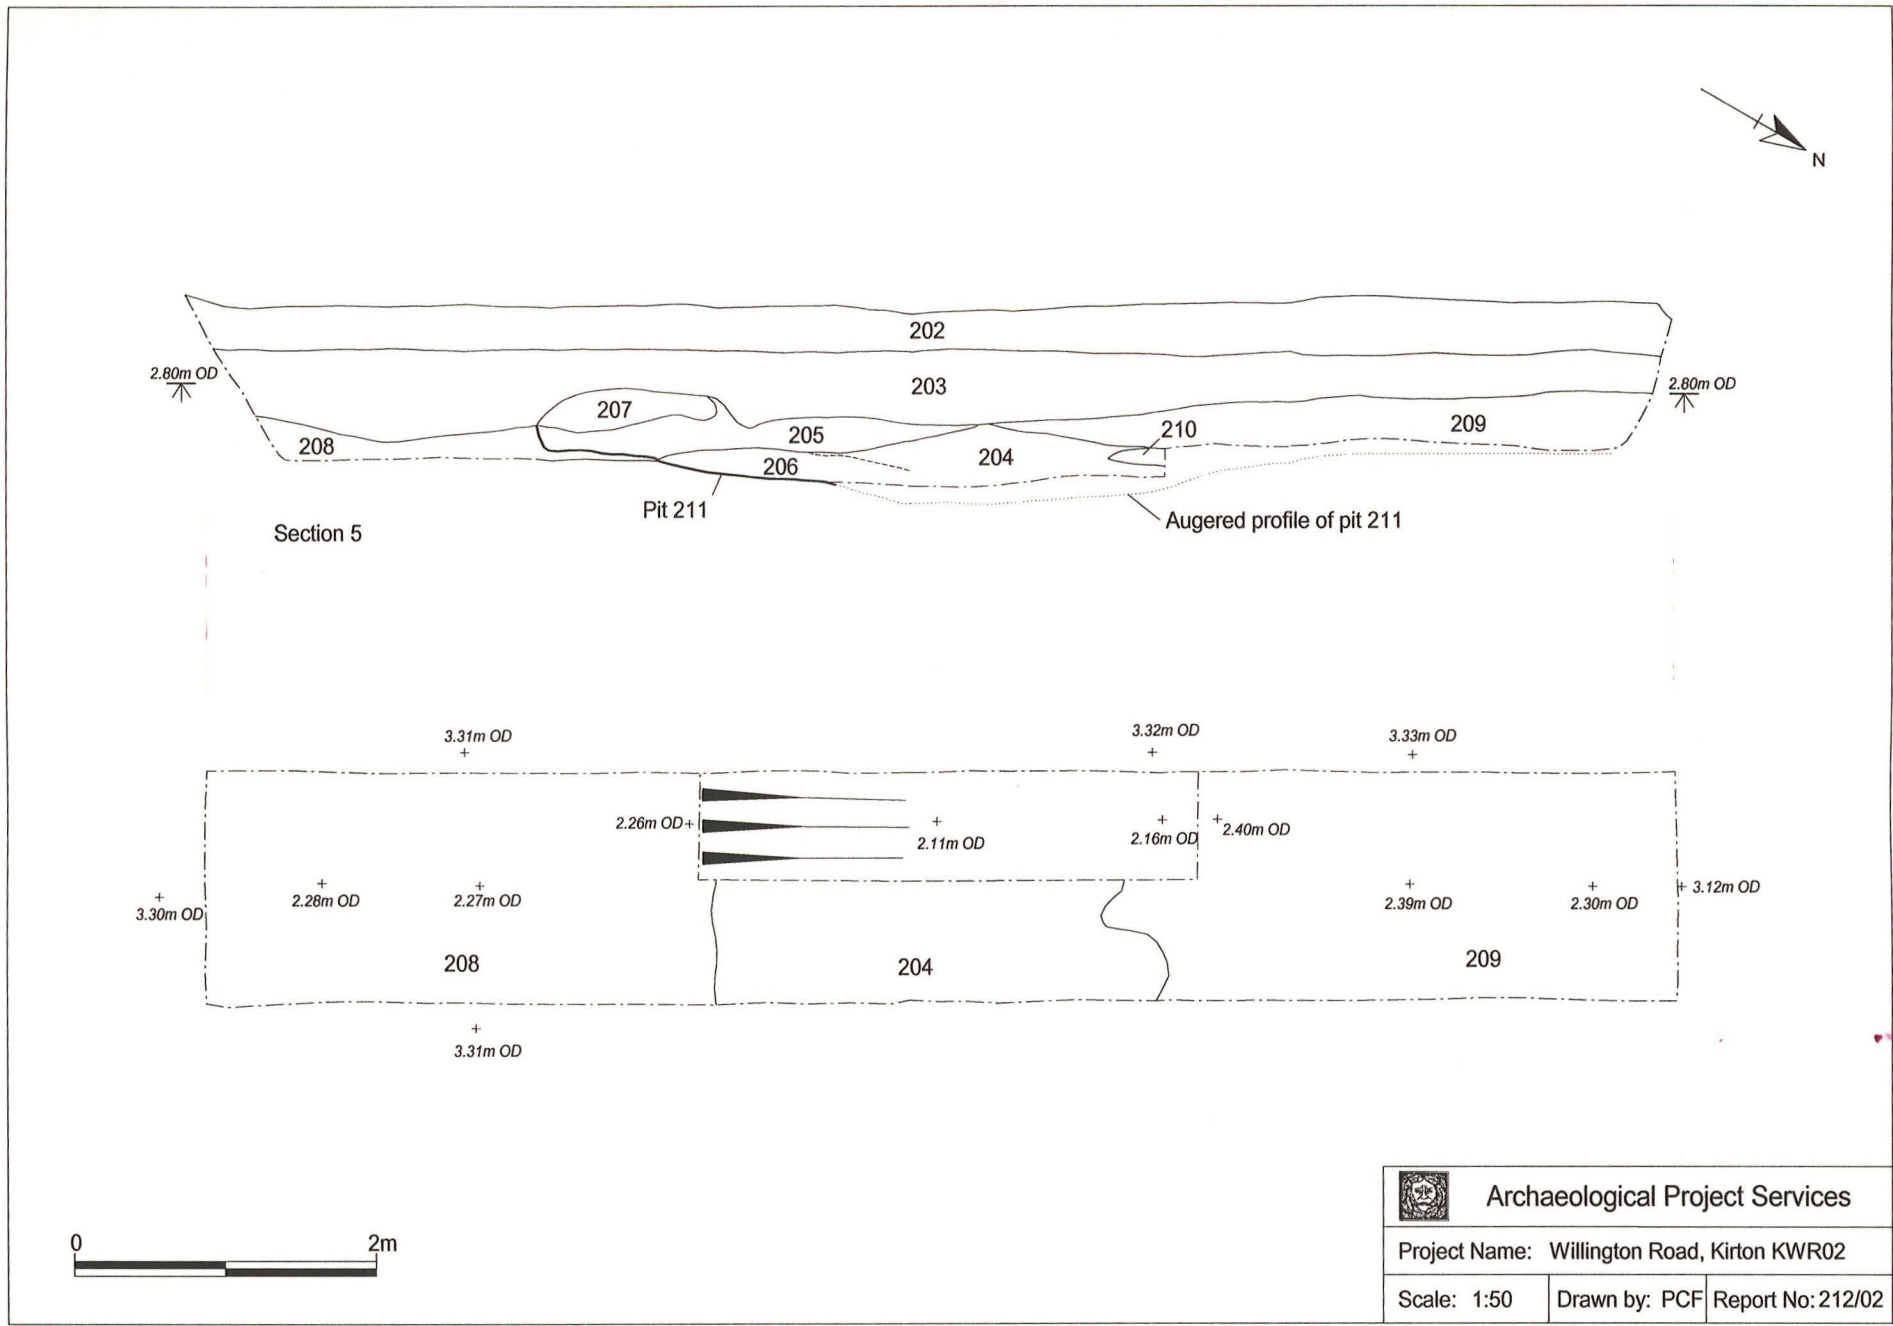 N
202
2.80m OD
203
2.80m OD
207
209
210
205
208
204
206
Pit 211
Augered profile of pit 211
Section 5
3.31m OD
3.32m OD
3.33m OD
2.26m OD
2.11m OD
2.16m OD
2.40m OD
2.28m OD
2.27m OD
3.30m OD
2.39m OD
2.30m OD
3.12m OD
208
204
209
3.31m OD
0 2m
Archaeological Project Services
Project Name: Willington Road, Kirton KWR02
Scale: 1:50 Drawn by: PCF Report No: 212/02